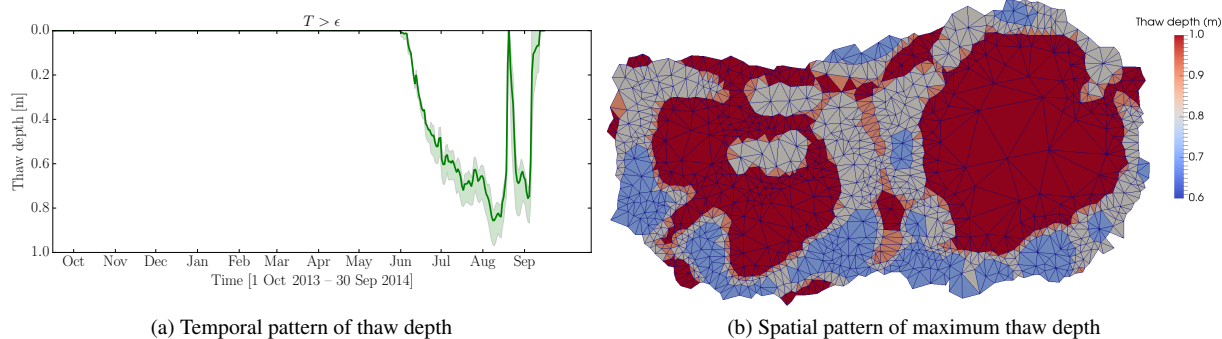 T > ϵ
0.0
0.2
0.4
0.6
0.8
1.0
Thaw depth [m]
Oct Nov Dec Jan Feb Mar Apr May Jun Jul Aug Sep
Time [1 Oct 2013 – 30 Sep 2014]
(a) Temporal pattern of thaw depth
Thaw depth (m)
1.0
0.9
0.8
0.7
0.6
(b) Spatial pattern of maximum thaw depth